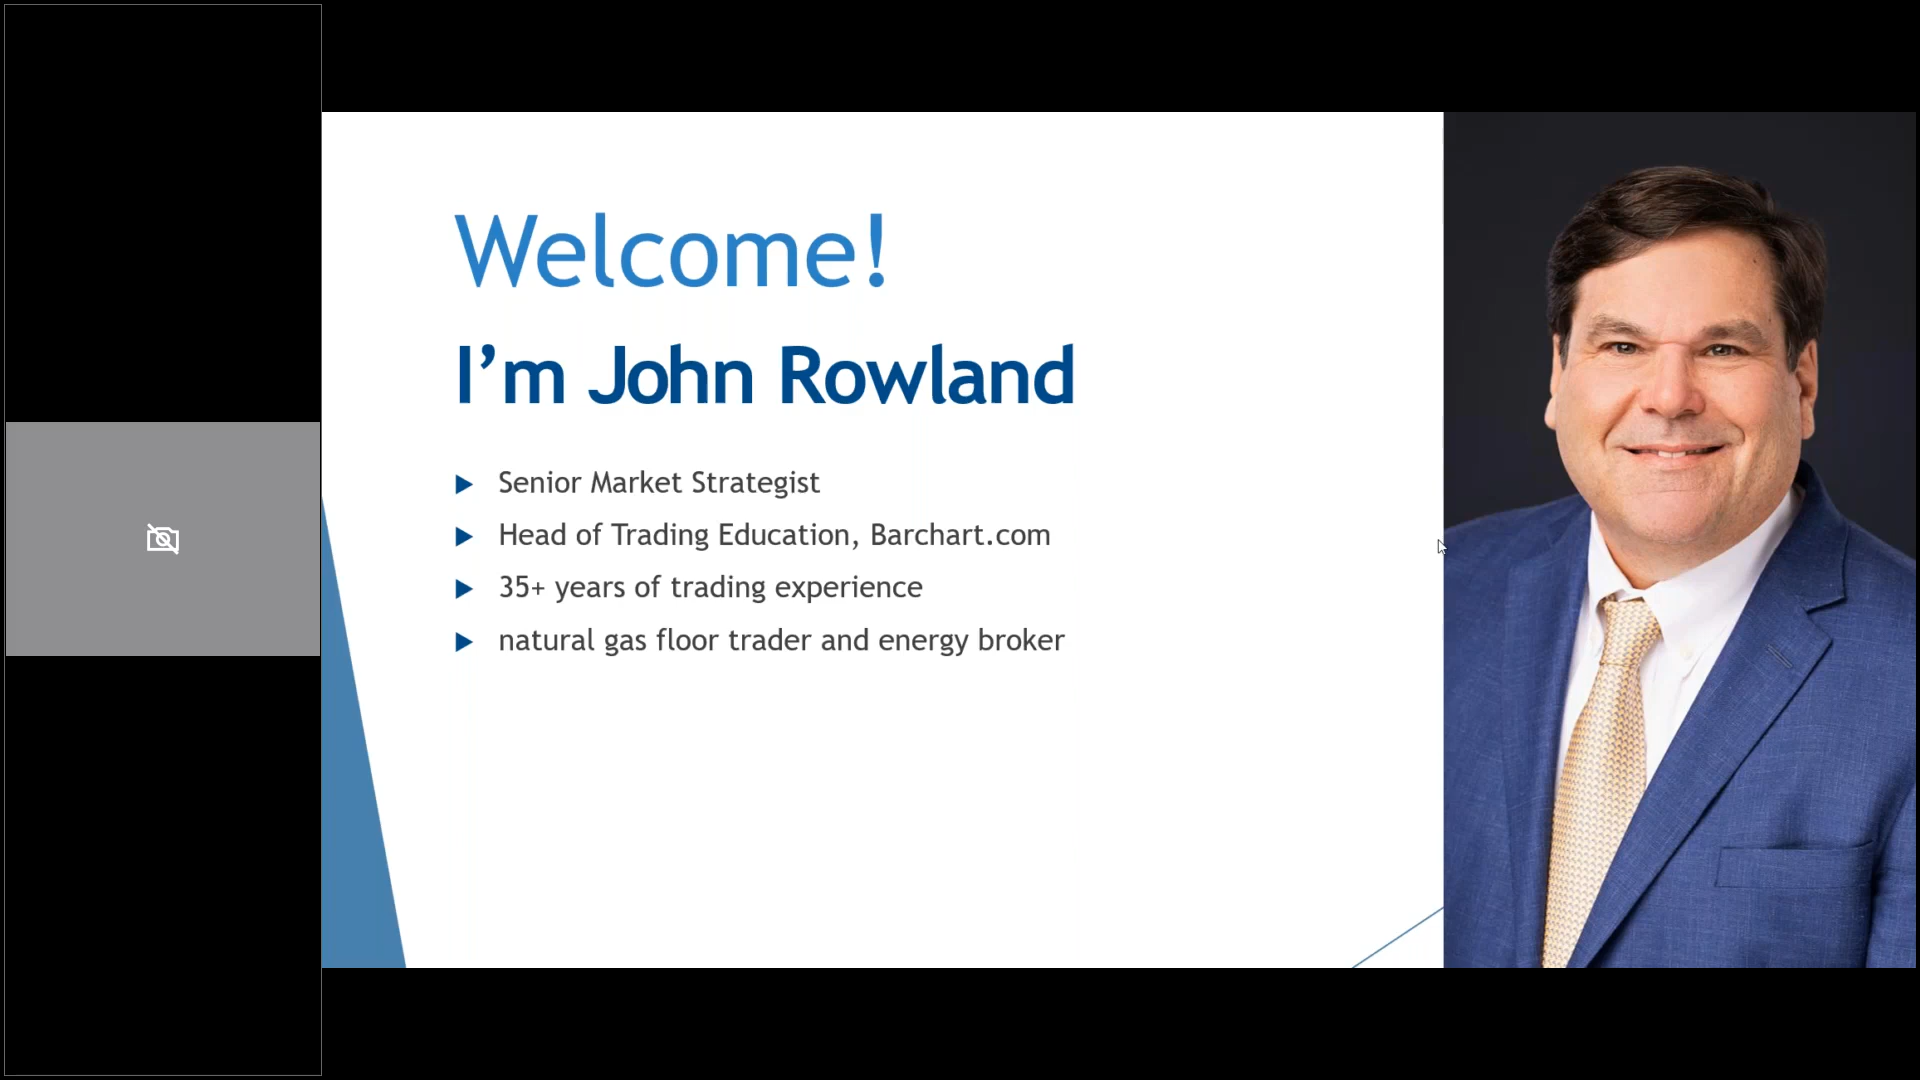 Welcome!
I’m John Rowland
Senior Market Strategist
Head of Trading Education, Barchart.com
35+ years of trading experience
natural gas floor trader and energy broker